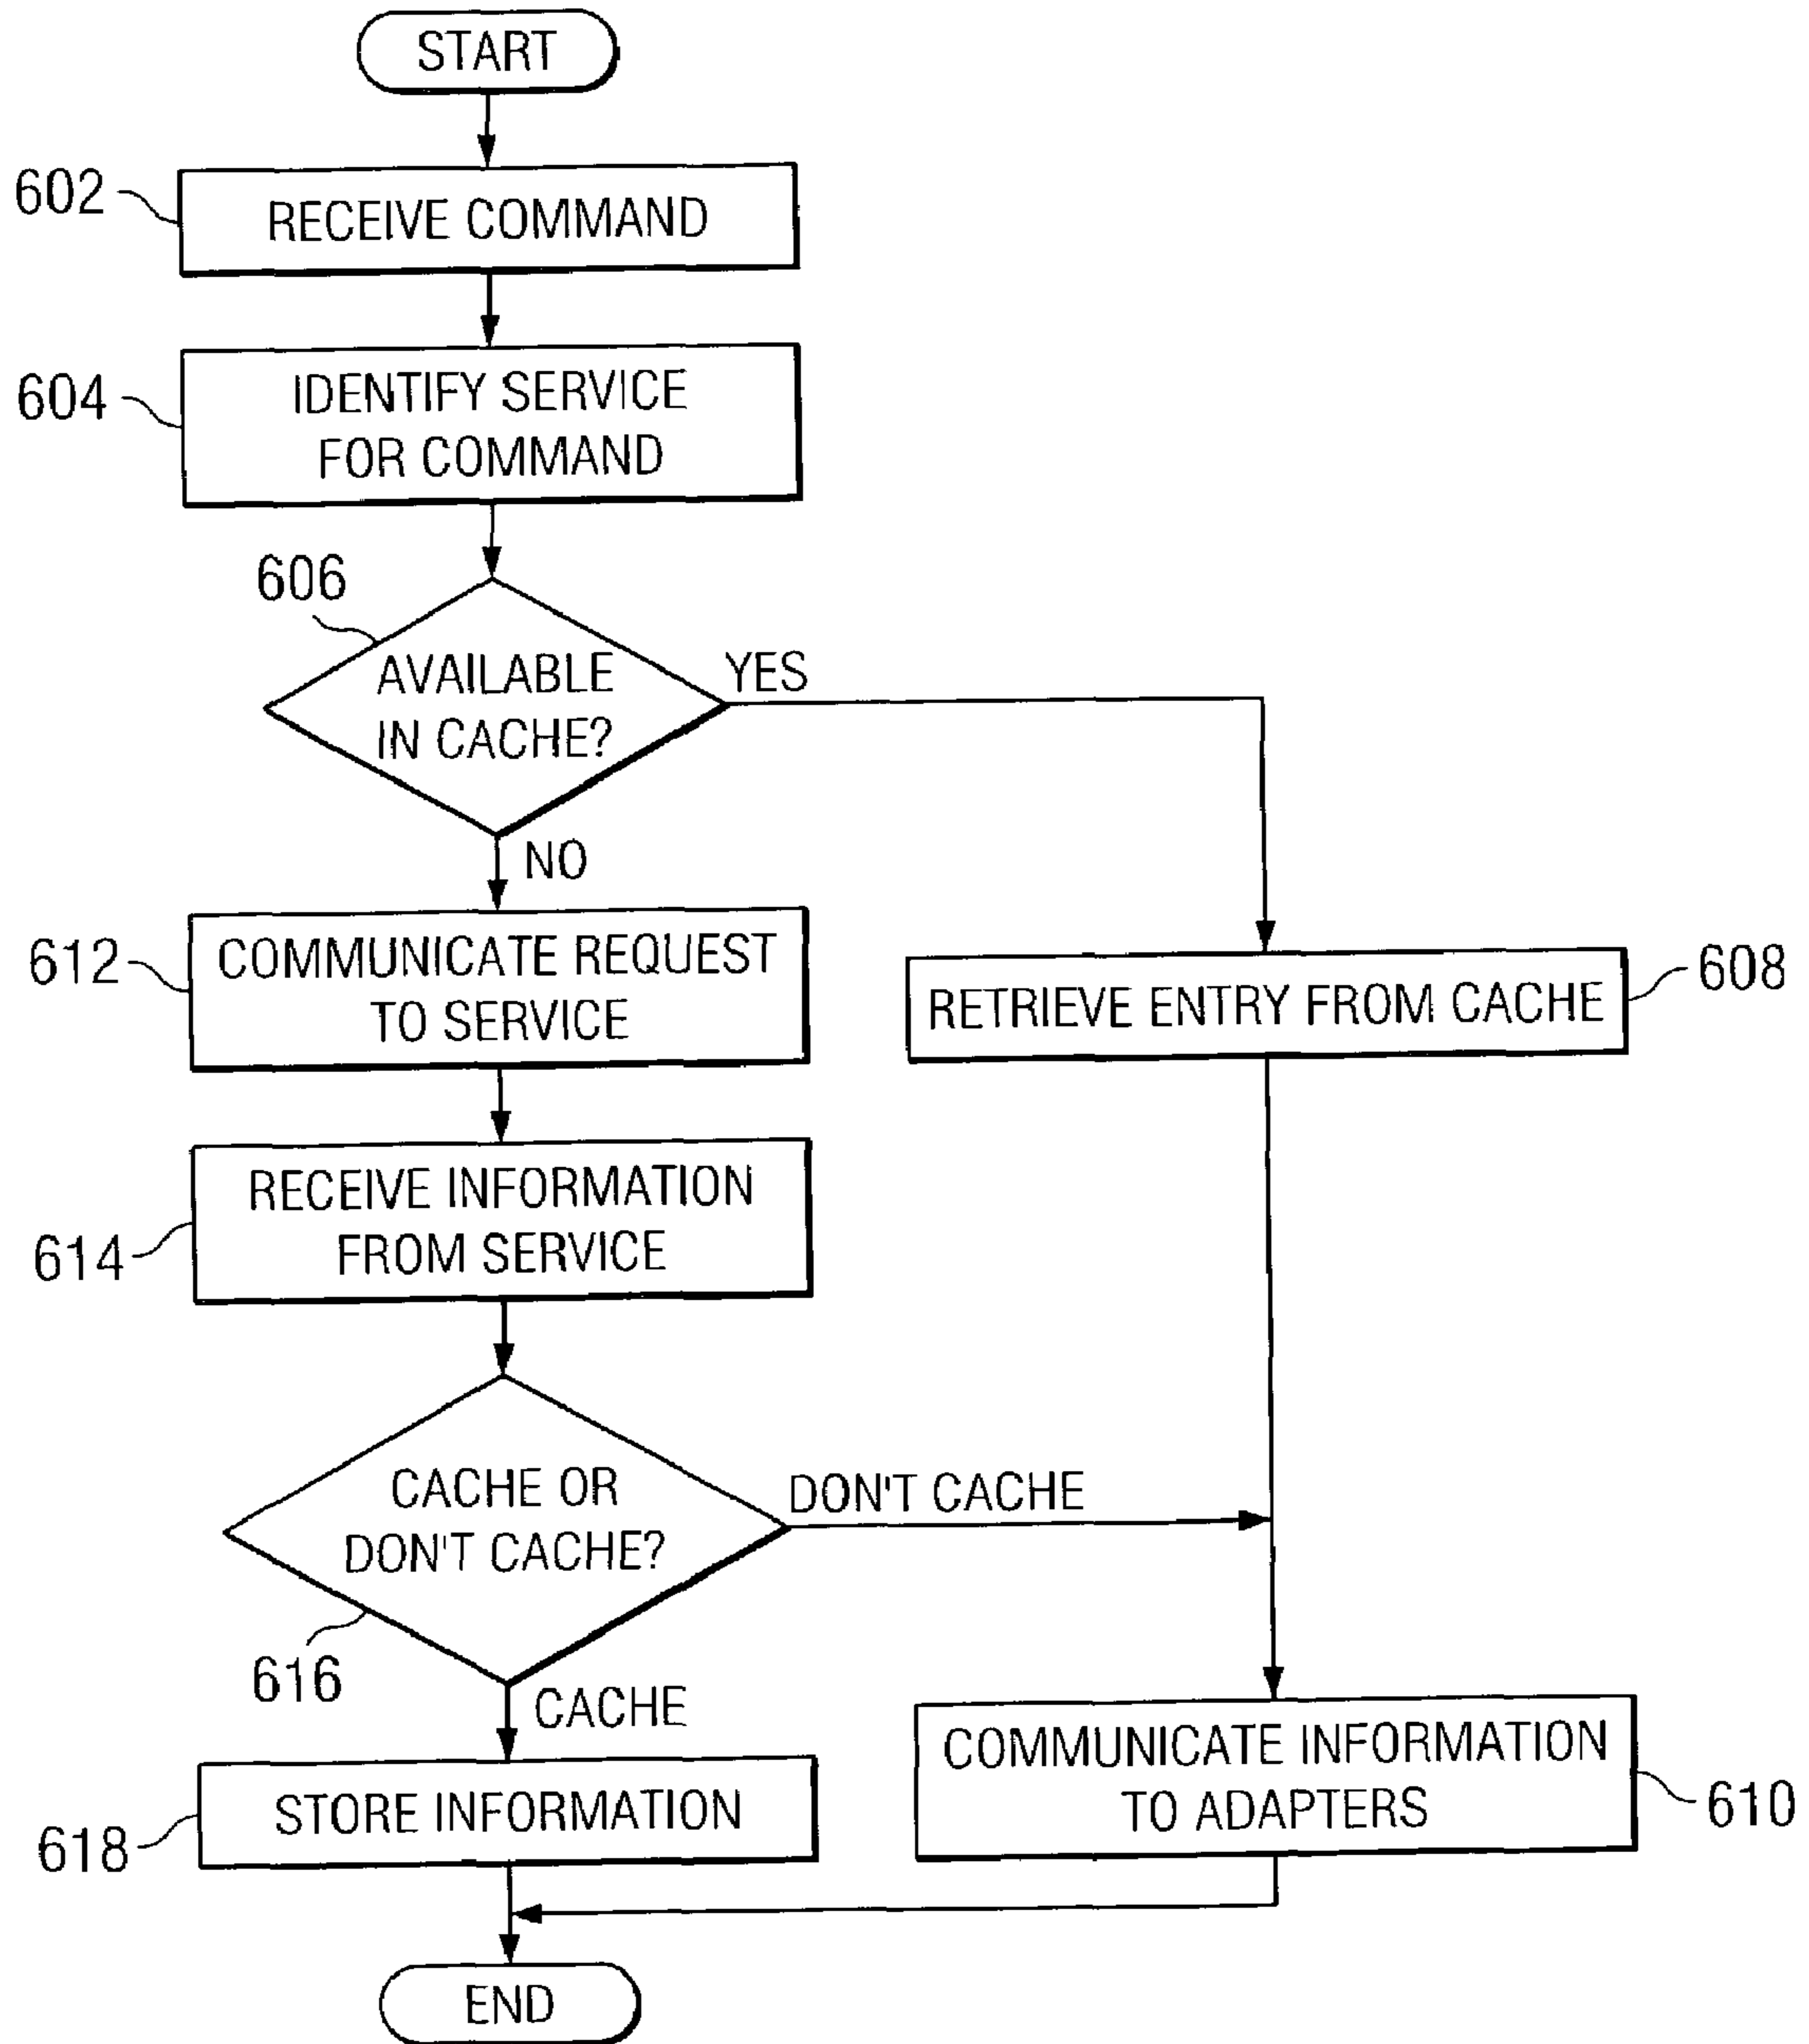 START
602
RECEIVE COMMAND
604
IDENTIFY SERVICE
FOR COMMAND
606
AVAILABLE
IN CACHE?
YES
NO
612
COMMUNICATE REQUEST
TO SERVICE
608
RETRIEVE ENTRY FROM CACHE
614
RECEIVE INFORMATION
FROM SERVICE
CACHE OR
DON'T CACHE?
DON'T CACHE
616
CACHE
618
STORE INFORMATION
COMMUNICATE INFORMATION
TO ADAPTERS
610
END